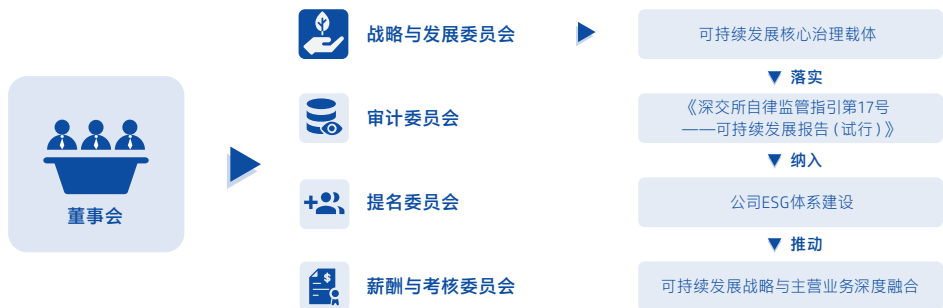 董事会
战略与发展委员会
审计委员会
提名委员会
薪酬与考核委员会
可持续发展核心治理载体
落实
《深交所自律监管指引第17号
——可持续发展报告(试行)》
纳入
公司ESG体系建设
推动
可持续发展战略与主营业务深度融合